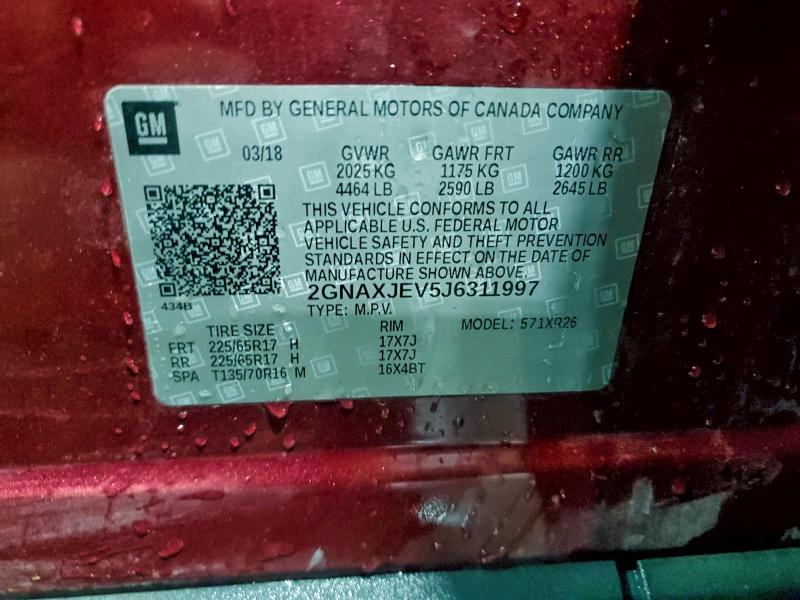 GM
MFD BY GENERAL MOTORS OF CANADA COMPANY
03/18 GVWR GAWR FRT GAWR RR
2025 KG 1175 KG 1200 KG
4464 LB 2590 LB 2645 LB
THIS VEHICLE CONFORMS TO ALL
APPLICABLE U.S. FEDERAL MOTOR
VEHICLE SAFETY AND THEFT PREVENTION
STANDARDS IN EFFECT ON THE DATE OF
MANUFACTURE SHOWN ABOVE.
2GNAXJEV5J6311997
434B
TYPE: M.P.V.
TIRE SIZE RIM MODEL: 571XR26
FRT 225/65R17 H 17X7J
RR 225/65R17 H 17X7J
SPA T135/70R16 M 16X4BT